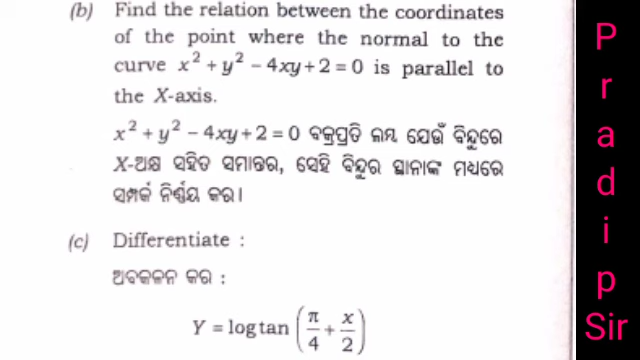 (b) Find the relation between the coordinates
of the point where the normal to the
curve x² + y² − 4xy + 2 = 0 is parallel to
the X-axis.
x² + y² − 4xy + 2 = 0 ବକ୍ରପ୍ରତି ଲମ୍ବ ଯେଉଁ ବିନ୍ଦୁରେ
X-ଅକ୍ଷ ସହିତ ସମାନ୍ତର, ସେହି ବିନ୍ଦୁର ସ୍ଥାନାଙ୍କ ମଧ୍ୟରେ
ସମ୍ପର୍କ ନିର୍ଣ୍ଣୟ କର।
(c) Differentiate :
ଅବକଳନ କର :
Y = log tan (π/4 + x/2)
Pradip
Sir